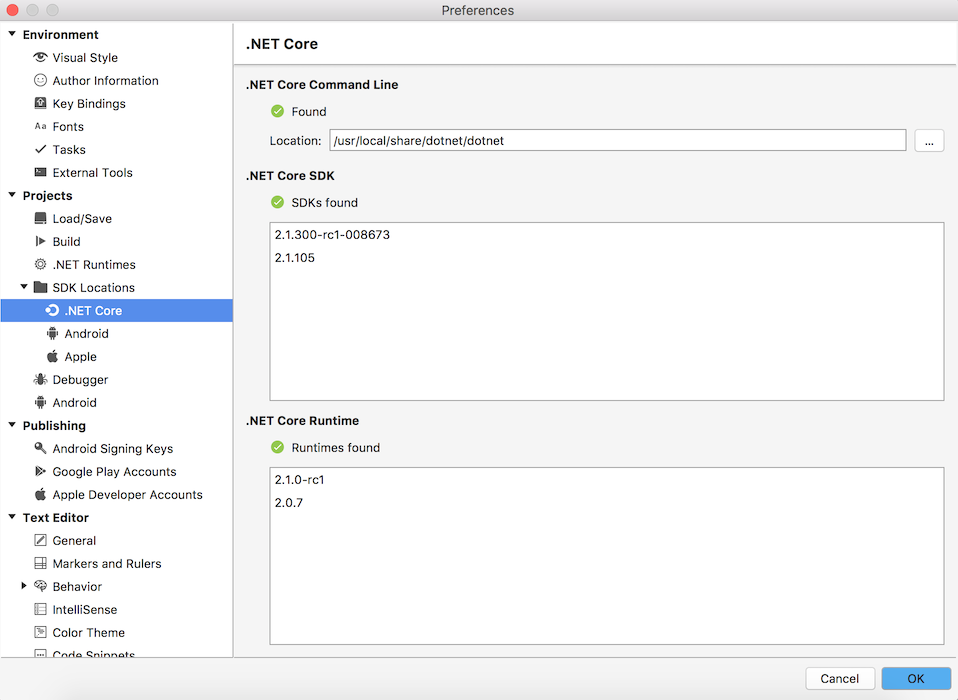 Preferences
Environment
Visual Style
Author Information
Key Bindings
Aa Fonts
Tasks
External Tools
Projects
Load/Save
Build
.NET Runtimes
SDK Locations
.NET Core
Android
Apple
Debugger
Android
Publishing
Android Signing Keys
Google Play Accounts
Apple Developer Accounts
Text Editor
General
Markers and Rulers
Behavior
IntelliSense
Color Theme
Code Snippets
.NET Core
.NET Core Command Line
Found
Location: /usr/local/share/dotnet/dotnet ...
.NET Core SDK
SDKs found
2.1.300-rc1-008673
2.1.105
.NET Core Runtime
Runtimes found
2.1.0-rc1
2.0.7
Cancel OK